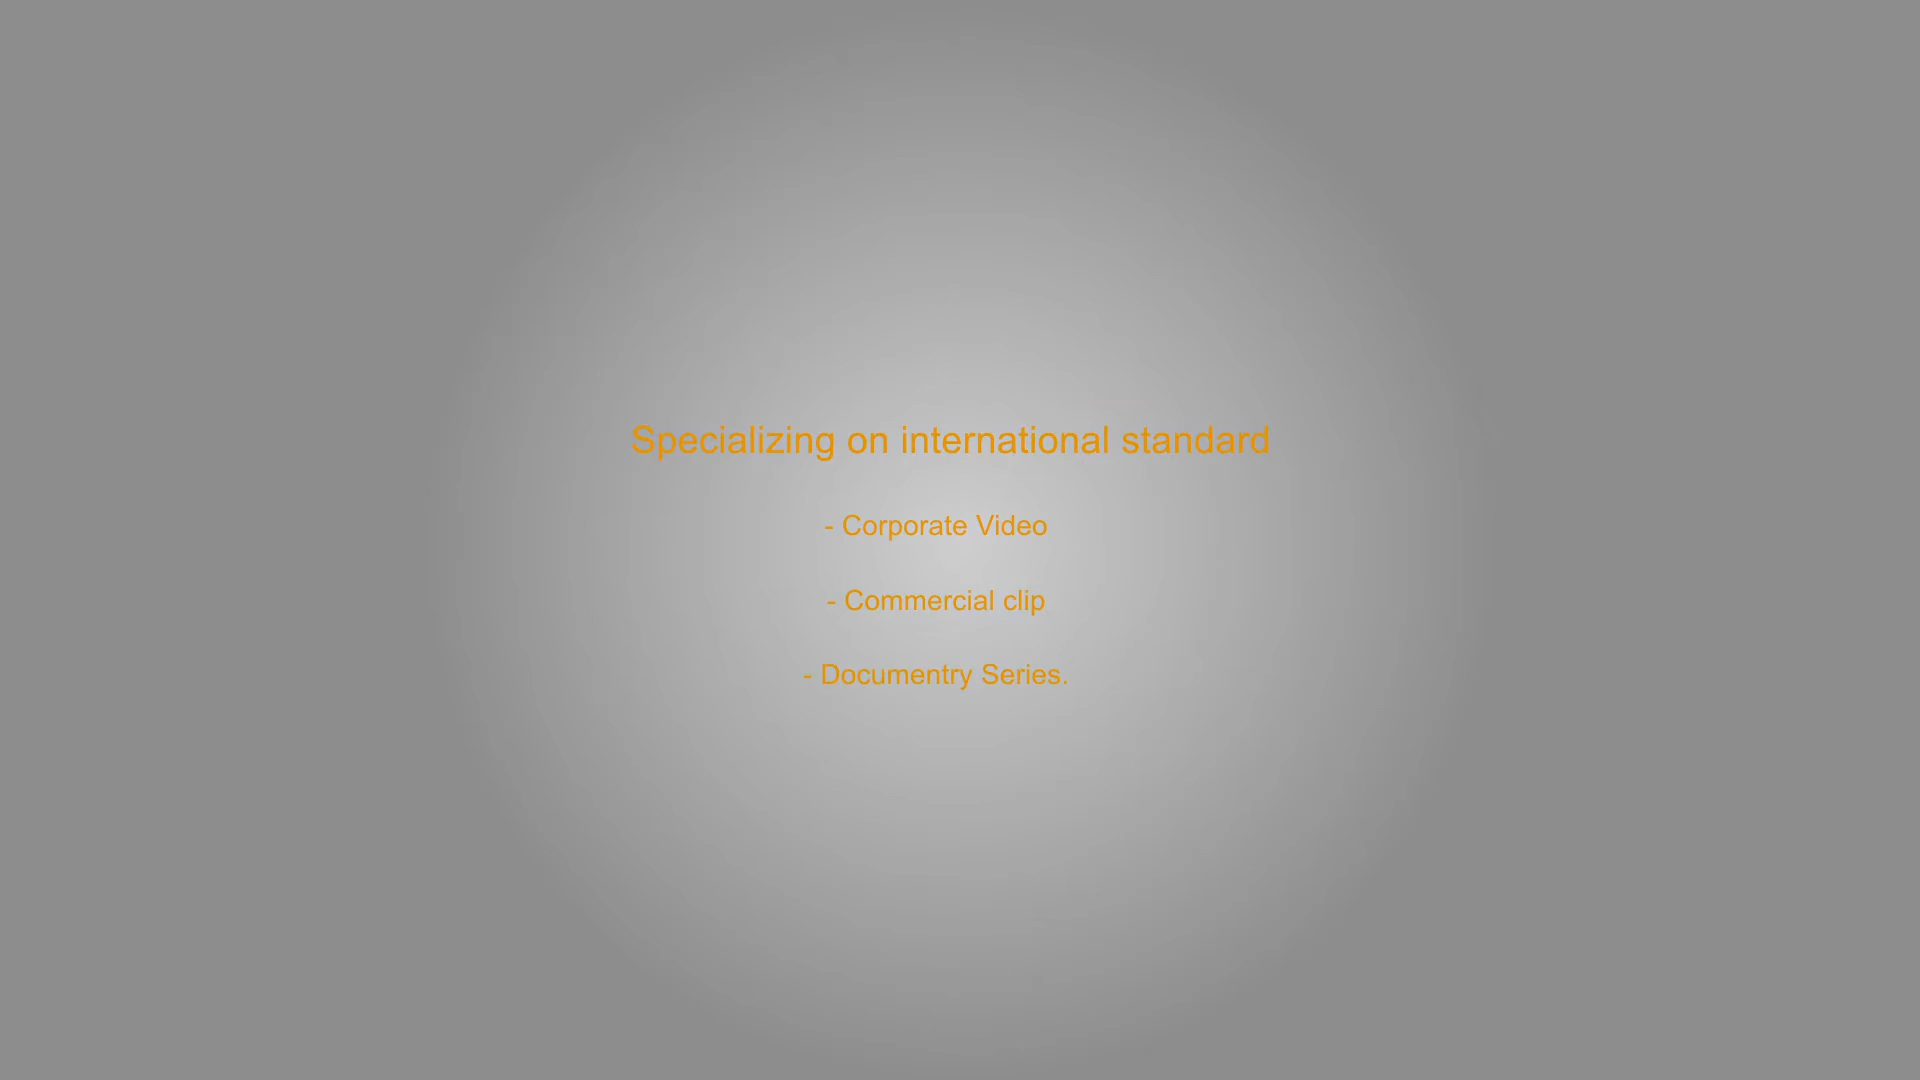 Specializing on international standard
- Corporate Video
- Commercial clip
- Documentry Series.